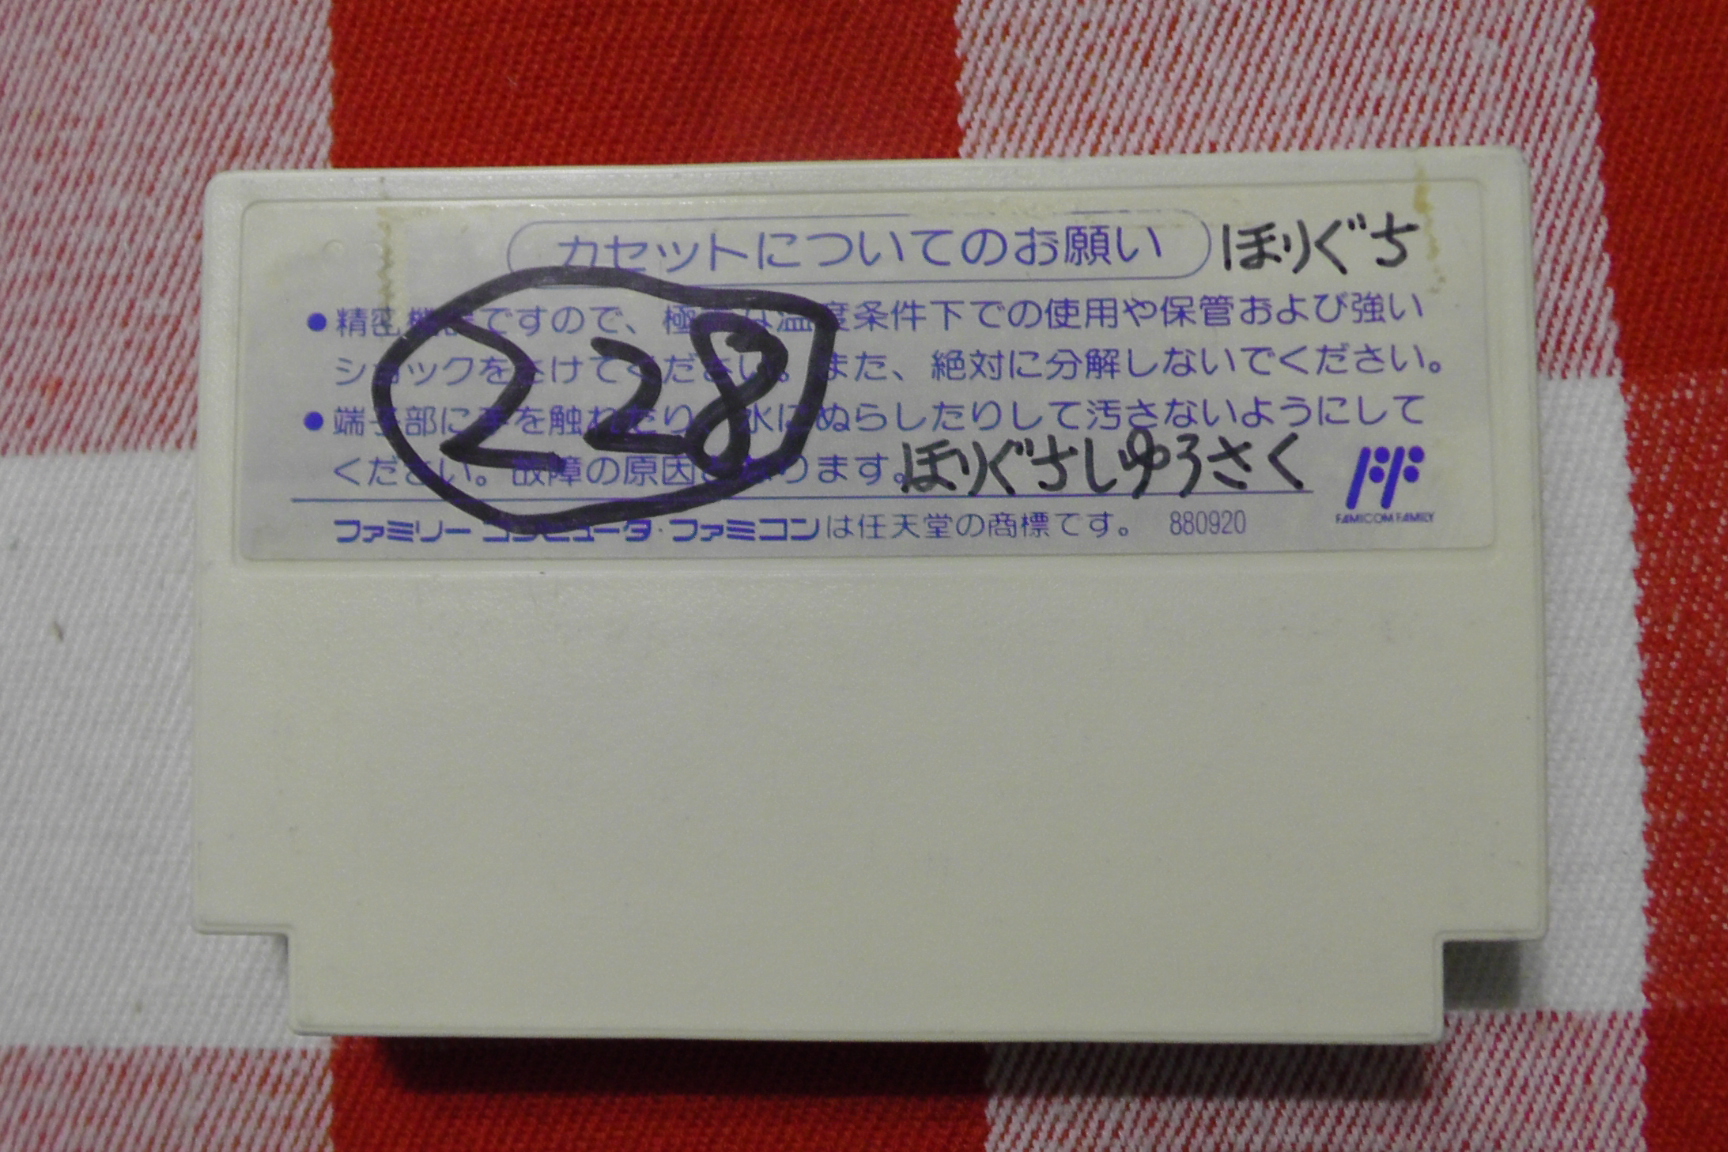 カセットについてのお願い ほりぐち
●精密機器ですので、極端な温度条件下での使用や保管および強い
ショックをさけてください。また、絶対に分解しないでください。
228
●端子部に手を触れたり、水にぬらしたりして汚さないようにして
ください。故障の原因となります。 ほりぐちしゆうさく
ファミリー コンピュータ・ファミコンは任天堂の商標です。 880920
FAMICOM FAMILY